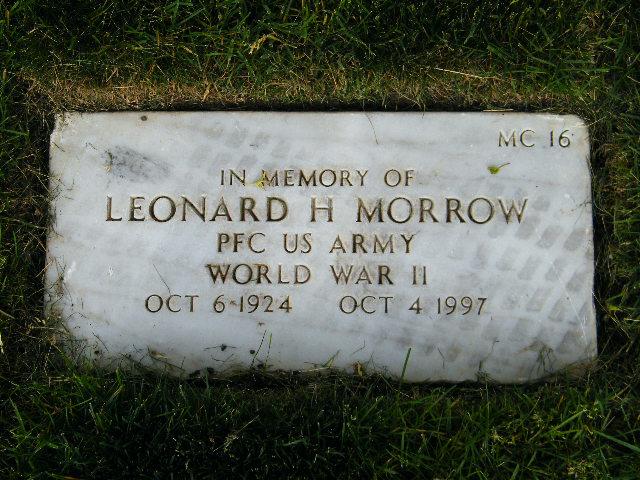 MC 16
IN MEMORY OF
LEONARD H MORROW
PFC US ARMY
WORLD WAR II
OCT 6 1924 OCT 4 1997